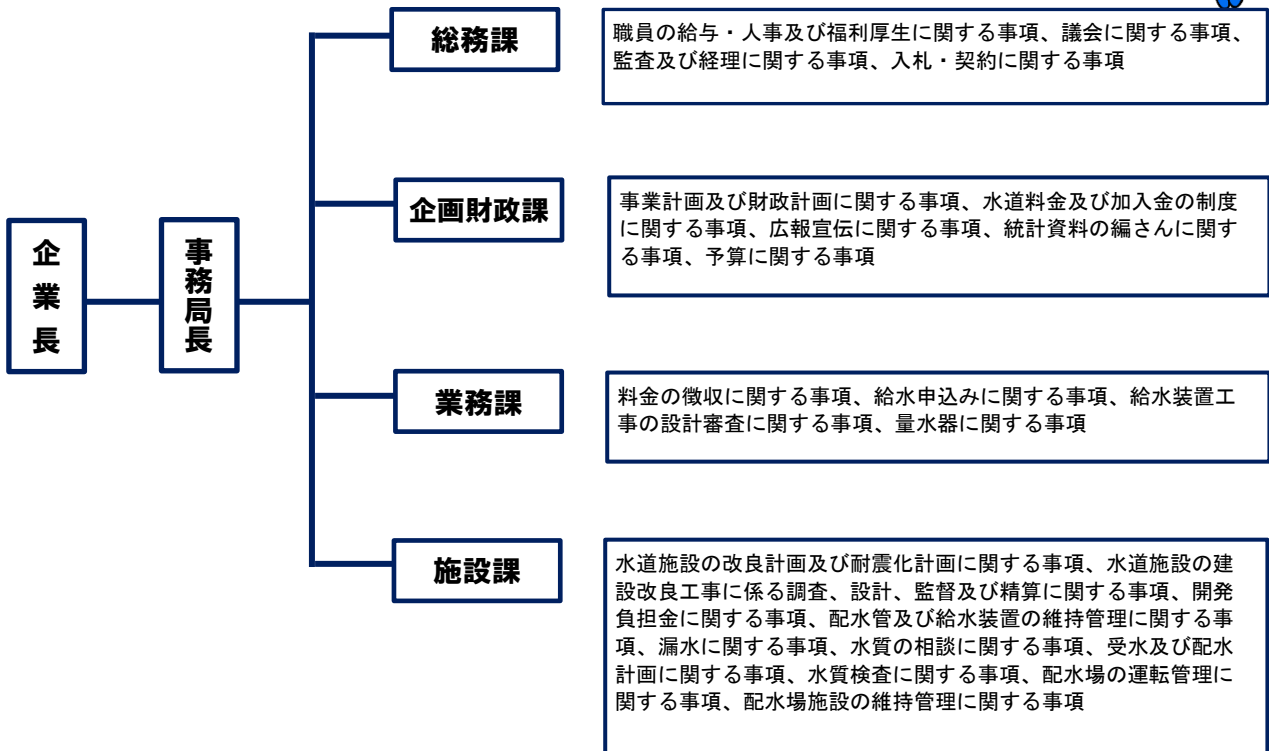 総務課
職員の給与・人事及び福利厚生に関する事項、議会に関する事項、
監査及び経理に関する事項、入札・契約に関する事項
企業長
事務局長
企画財政課
事業計画及び財政計画に関する事項、水道料金及び加入金の制度
に関する事項、広報宣伝に関する事項、統計資料の編さんに関す
る事項、予算に関する事項
業務課
料金の徴収に関する事項、給水申込みに関する事項、給水装置工
事の設計審査に関する事項、量水器に関する事項
施設課
水道施設の改良計画及び耐震化計画に関する事項、水道施設の建
設改良工事に係る調査、設計、監督及び精算に関する事項、開発
負担金に関する事項、配水管及び給水装置の維持管理に関する事
項、漏水に関する事項、水質の相談に関する事項、受水及び配水
計画に関する事項、水質検査に関する事項、配水場の運転管理に
関する事項、配水場施設の維持管理に関する事項